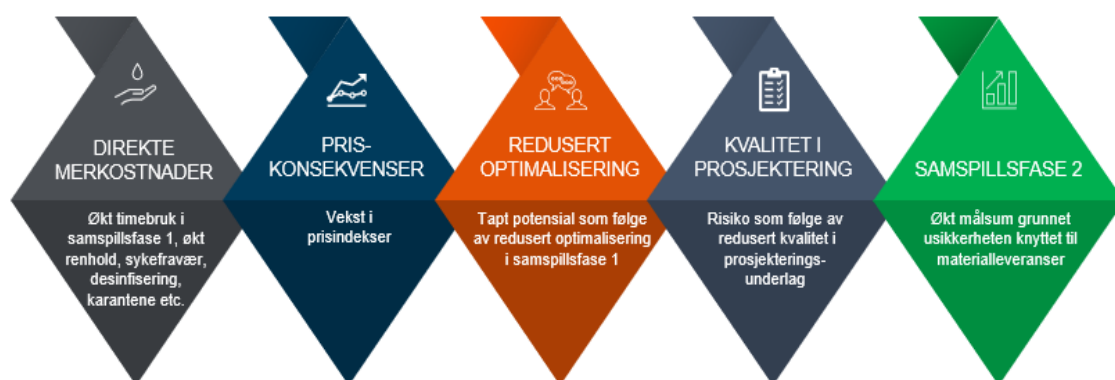 DIREKTE
MERKOSTNADER
Økt timebruk i
samspillsfase 1, økt
renhold, sykefravær,
desinfisering,
karantene etc.
PRIS-
KONSEKVENSER
Vekst i
prisindekser
REDUSERT
OPTIMALISERING
Tapt potensial som følge
av redusert optimalisering
i samspillsfase 1
KVALITET I
PROSJEKTERING
Risiko som følge av
redusert kvalitet i
prosjekterings-
underlag
SAMSPILLSFASE 2
Økt målsum grunnet
usikkerheten knyttet til
materialleveranser